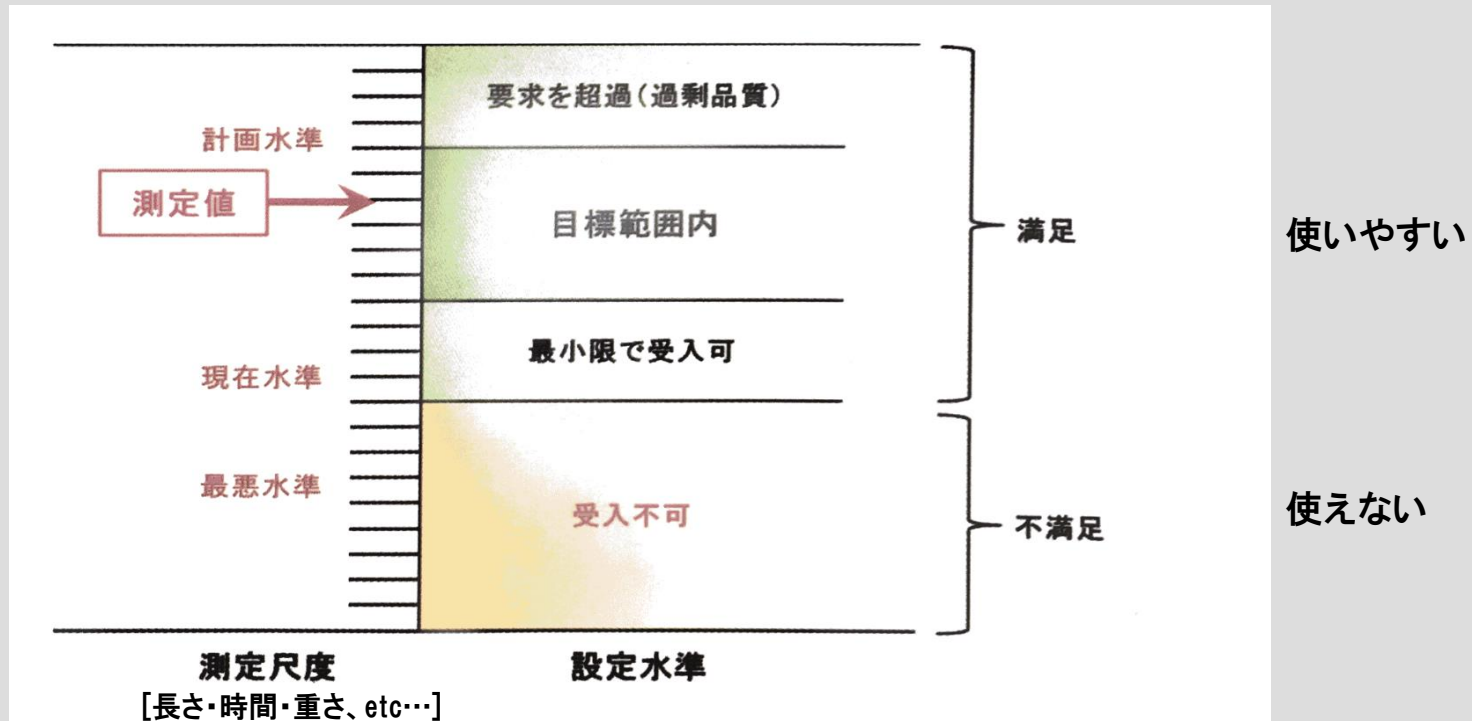 要求を超過(過剰品質)
計画水準
測定値
目標範囲内
満足
使いやすい
最小限で受入可
現在水準
最悪水準
受入不可
使えない
不満足
測定尺度
設定水準
[長さ・時間・重さ、etc…]